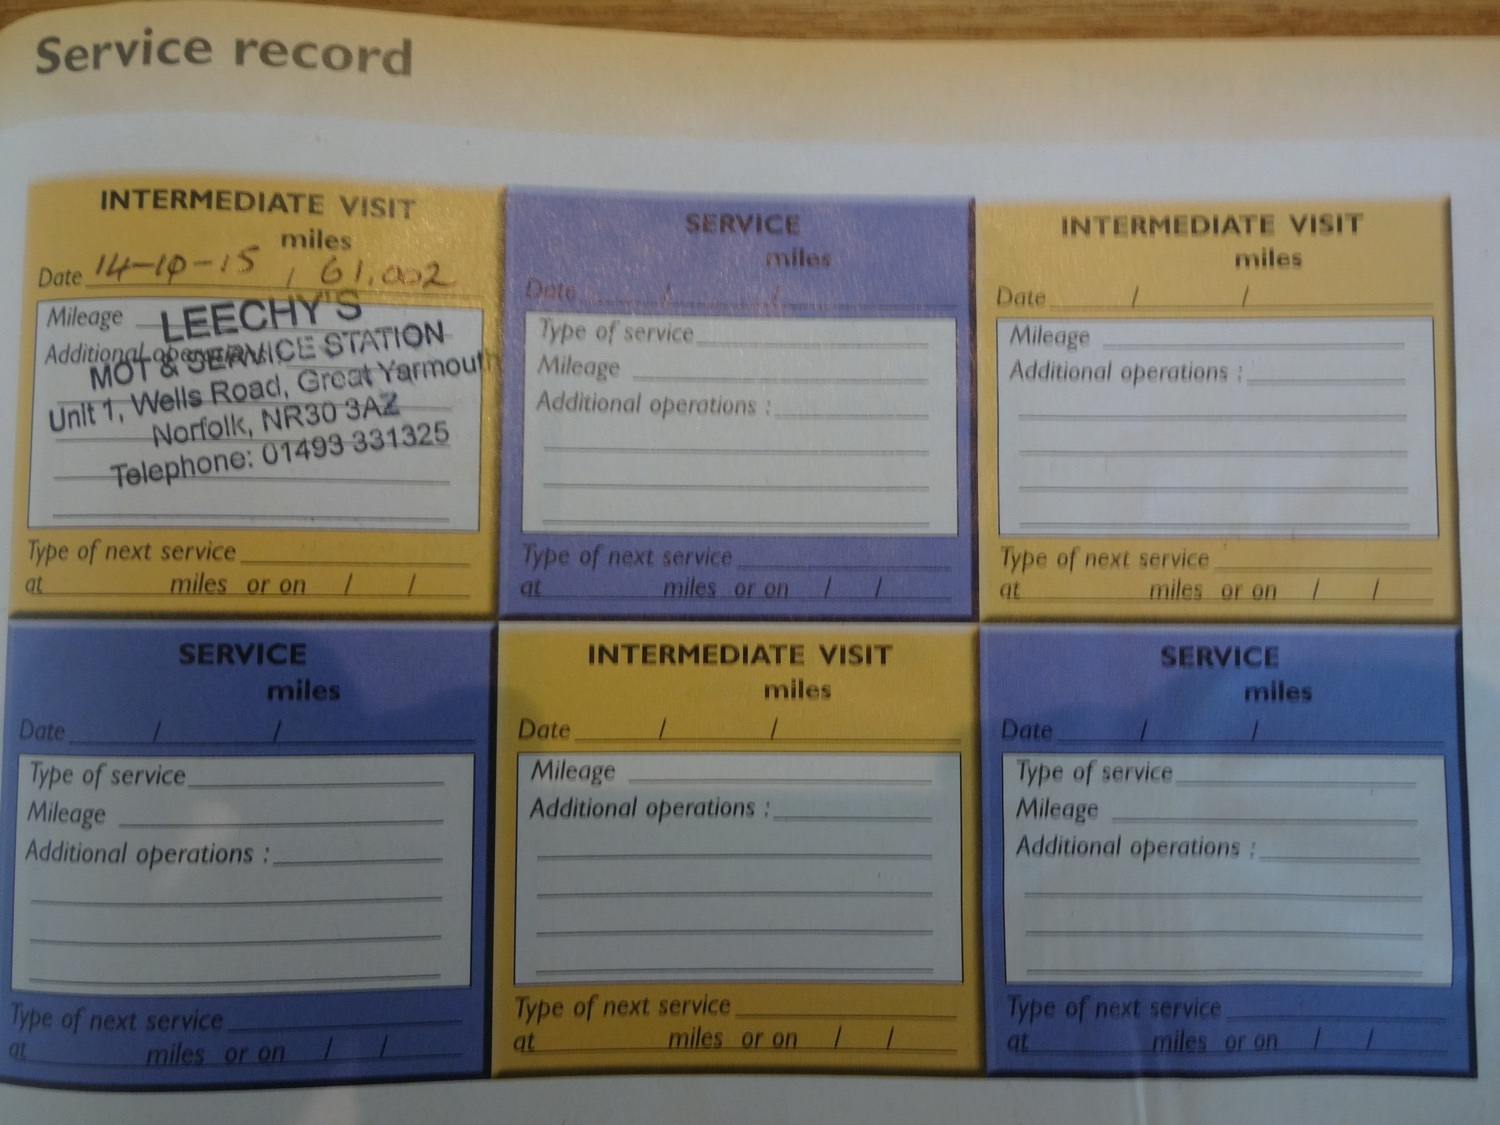 Service record
INTERMEDIATE VISIT
miles
Date 14-10-15 / 61,002
Mileage
Additional operations
LEECHY'S
MOT & SERVICE STATION
Unit 1, Wells Road, Great Yarmouth
Norfolk, NR30 3AZ
Telephone: 01493 331325
Type of next service
at miles or on / /
SERVICE
miles
Date / /
Type of service
Mileage
Additional operations :
Type of next service
at miles or on / /
INTERMEDIATE VISIT
miles
Date / /
Mileage
Additional operations :
Type of next service
at miles or on / /
SERVICE
miles
Date / /
Type of service
Mileage
Additional operations :
Type of next service
at miles or on / /
INTERMEDIATE VISIT
miles
Date / /
Mileage
Additional operations :
Type of next service
at miles or on / /
SERVICE
miles
Date / /
Type of service
Mileage
Additional operations :
Type of next service
at miles or on / /